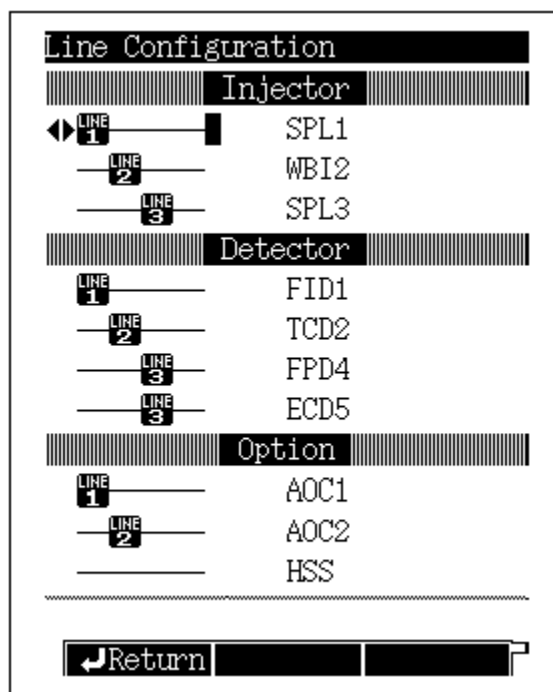 Line Configuration
Injector
LINE 1 SPL1
LINE 2 WBI2
LINE 3 SPL3
Detector
LINE 1 FID1
LINE 2 TCD2
LINE 3 FPD4
LINE 3 ECD5
Option
LINE 1 AOC1
LINE 2 AOC2
HSS
Return